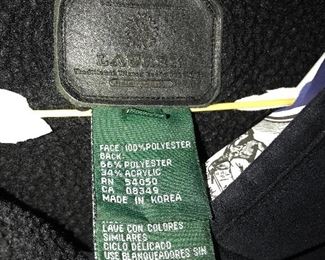 FACE: 100% POLYESTER
BACK:
66% POLYESTER
34% ACRYLIC
RN 54050
CA 08349
MADE IN KOREA
LAVE CON COLORES
SIMILARES
CICLO DELICADO
USE BLANQUEADORES SIN